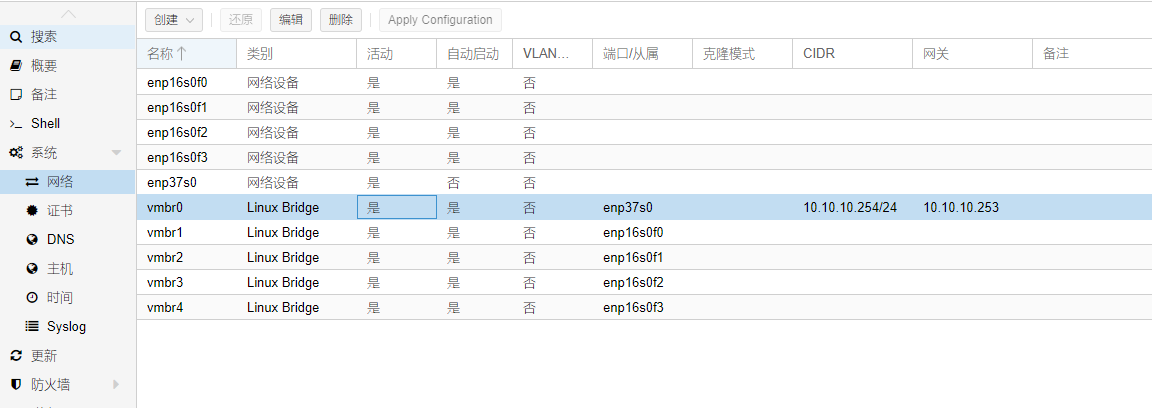 创建 还原 编辑 删除 Apply Configuration
搜索
概要
备注
Shell
系统
网络
证书
DNS
主机
时间
Syslog
更新
防火墙
名称 类别 活动 自动启动 VLAN... 端口/从属 克隆模式 CIDR 网关 备注
enp16s0f0 网络设备 是 是 否
enp16s0f1 网络设备 是 是 否
enp16s0f2 网络设备 是 是 否
enp16s0f3 网络设备 是 是 否
enp37s0 网络设备 是 否 否
vmbr0 Linux Bridge 是 是 否 enp37s0 10.10.10.254/24 10.10.10.253
vmbr1 Linux Bridge 是 是 否 enp16s0f0
vmbr2 Linux Bridge 是 是 否 enp16s0f1
vmbr3 Linux Bridge 是 是 否 enp16s0f2
vmbr4 Linux Bridge 是 是 否 enp16s0f3